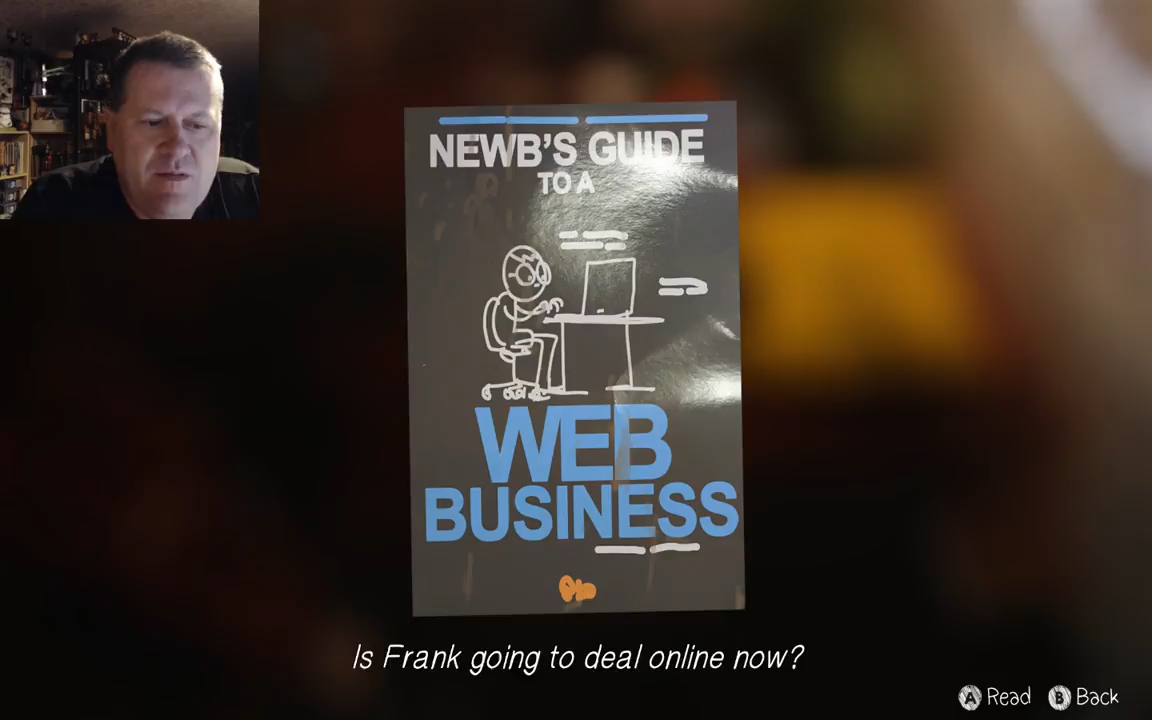 NEWB'S GUIDE
TO A
WEB
BUSINESS
Is Frank going to deal online now?
A Read B Back